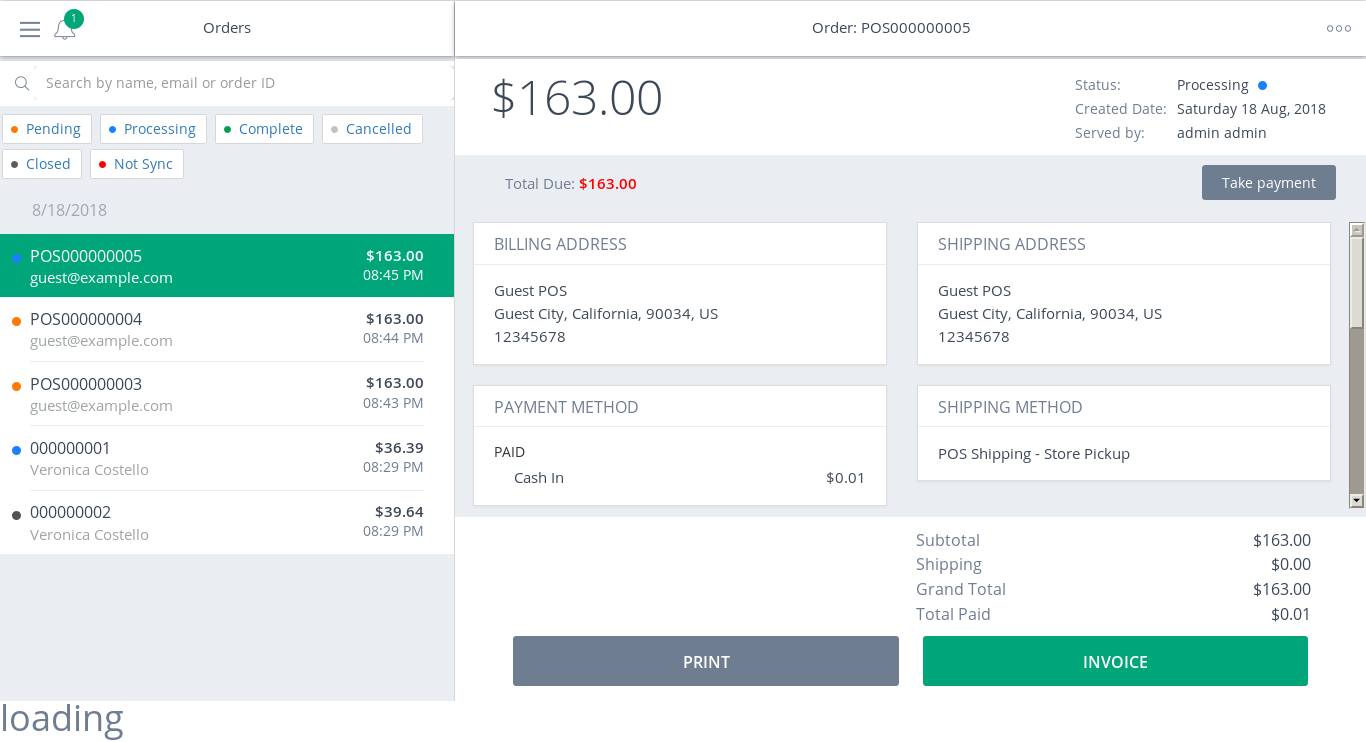 1
Orders
Order: POS000000005
Search by name, email or order ID
Pending
Processing
Complete
Cancelled
Closed
Not Sync
8/18/2018
POS000000005 $163.00
guest@example.com 08:45 PM
POS000000004 $163.00
guest@example.com 08:44 PM
POS000000003 $163.00
guest@example.com 08:43 PM
000000001 $36.39
Veronica Costello 08:29 PM
000000002 $39.64
Veronica Costello 08:29 PM
$163.00
Status: Processing
Created Date: Saturday 18 Aug, 2018
Served by: admin admin
Total Due: $163.00
Take payment
BILLING ADDRESS
Guest POS
Guest City, California, 90034, US
12345678
SHIPPING ADDRESS
Guest POS
Guest City, California, 90034, US
12345678
PAYMENT METHOD
PAID
Cash In $0.01
SHIPPING METHOD
POS Shipping - Store Pickup
Subtotal $163.00
Shipping $0.00
Grand Total $163.00
Total Paid $0.01
PRINT
INVOICE
loading